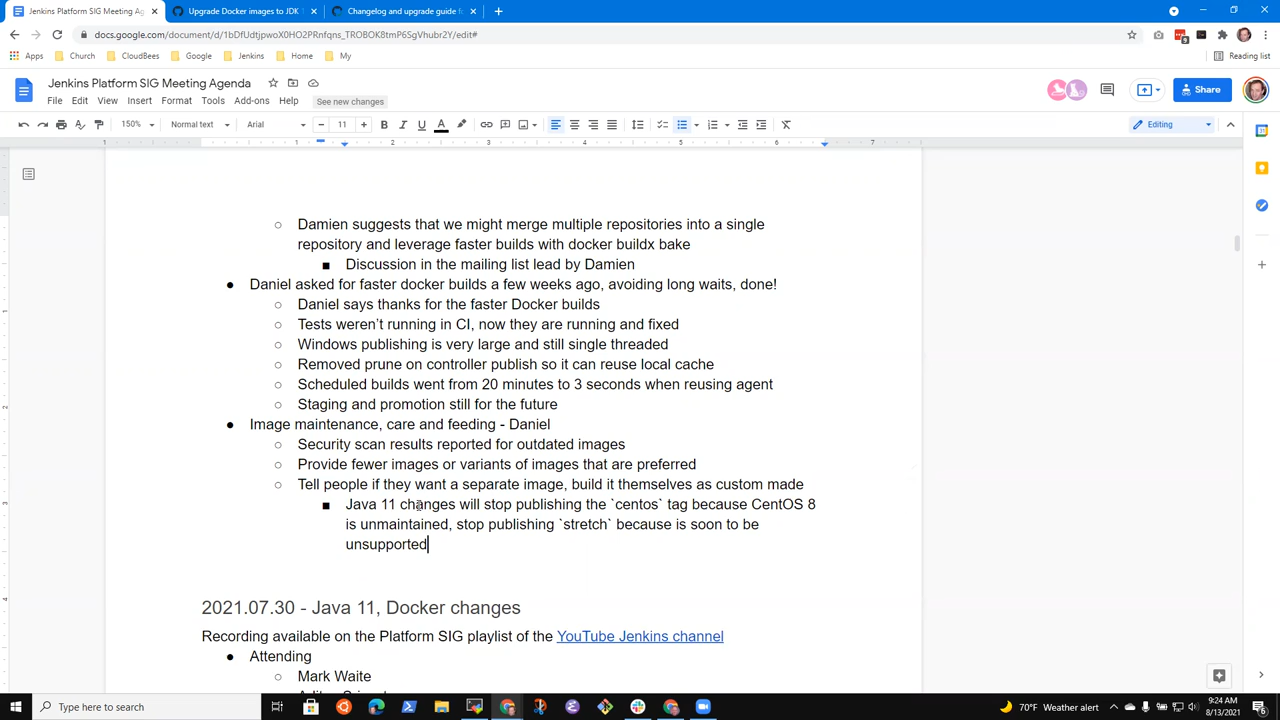 Jenkins Platform SIG Meeting Ag
Upgrade Docker images to JDK
Changelog and upgrade guide f
docs.google.com/document/d/1bDfUdtjpwoX0HO2PRnfqns_TROBOK8tmP6SgVhubr2Y/edit#
Apps
Church
CloudBees
Google
Jenkins
Home
My
Reading list
Jenkins Platform SIG Meeting Agenda
File Edit View Insert Format Tools Add-ons Help
See new changes
Share
150%
Normal text
Arial
11
Editing
○ Damien suggests that we might merge multiple repositories into a single
repository and leverage faster builds with docker buildx bake
■ Discussion in the mailing list lead by Damien
● Daniel asked for faster docker builds a few weeks ago, avoiding long waits, done!
○ Daniel says thanks for the faster Docker builds
○ Tests weren’t running in CI, now they are running and fixed
○ Windows publishing is very large and still single threaded
○ Removed prune on controller publish so it can reuse local cache
○ Scheduled builds went from 20 minutes to 3 seconds when reusing agent
○ Staging and promotion still for the future
● Image maintenance, care and feeding - Daniel
○ Security scan results reported for outdated images
○ Provide fewer images or variants of images that are preferred
○ Tell people if they want a separate image, build it themselves as custom made
■ Java 11 changes will stop publishing the `centos` tag because CentOS 8
is unmaintained, stop publishing `stretch` because is soon to be
unsupported
2021.07.30 - Java 11, Docker changes
Recording available on the Platform SIG playlist of the YouTube Jenkins channel
● Attending
○ Mark Waite
Type here to search
70°F Weather alert
9:24 AM
8/13/2021